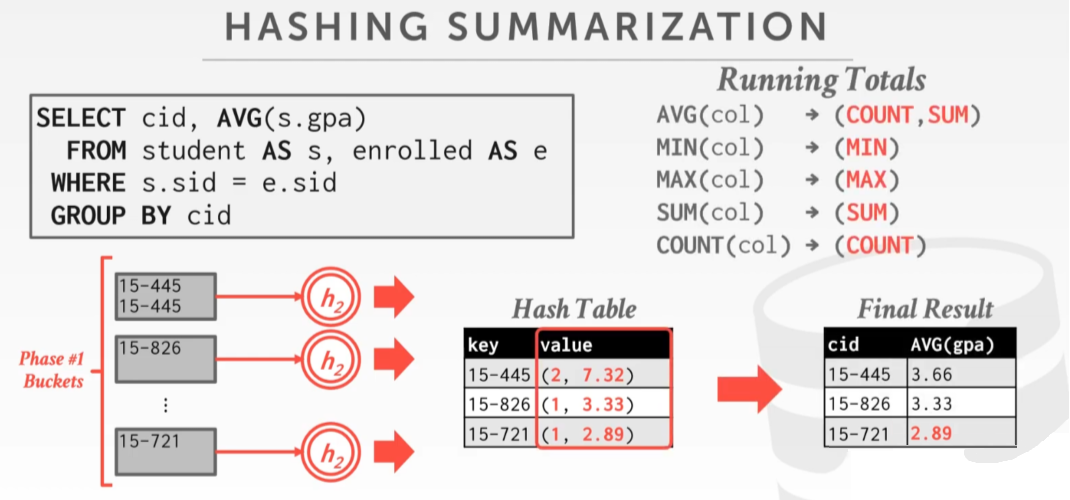 HASHING SUMMARIZATION
SELECT cid, AVG(s.gpa)
FROM student AS s, enrolled AS e
WHERE s.sid = e.sid
GROUP BY cid
Running Totals
AVG(col) → (COUNT,SUM)
MIN(col) → (MIN)
MAX(col) → (MAX)
SUM(col) → (SUM)
COUNT(col) → (COUNT)
Phase #1
Buckets
15-445
15-445
h2
15-826
h2
⋮
15-721
h2
Hash Table
key value
15-445 (2, 7.32)
15-826 (1, 3.33)
15-721 (1, 2.89)
Final Result
cid AVG(gpa)
15-445 3.66
15-826 3.33
15-721 2.89